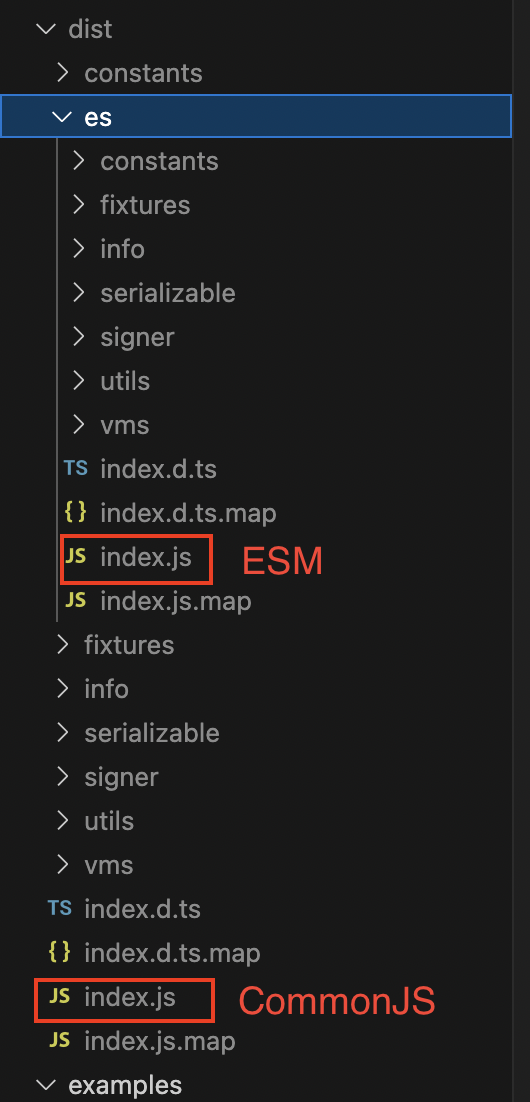 dist
constants
es
constants
fixtures
info
serializable
signer
utils
vms
TS index.d.ts
{} index.d.ts.map
JS index.js ESM
JS index.js.map
fixtures
info
serializable
signer
utils
vms
TS index.d.ts
{} index.d.ts.map
JS index.js CommonJS
JS index.js.map
examples